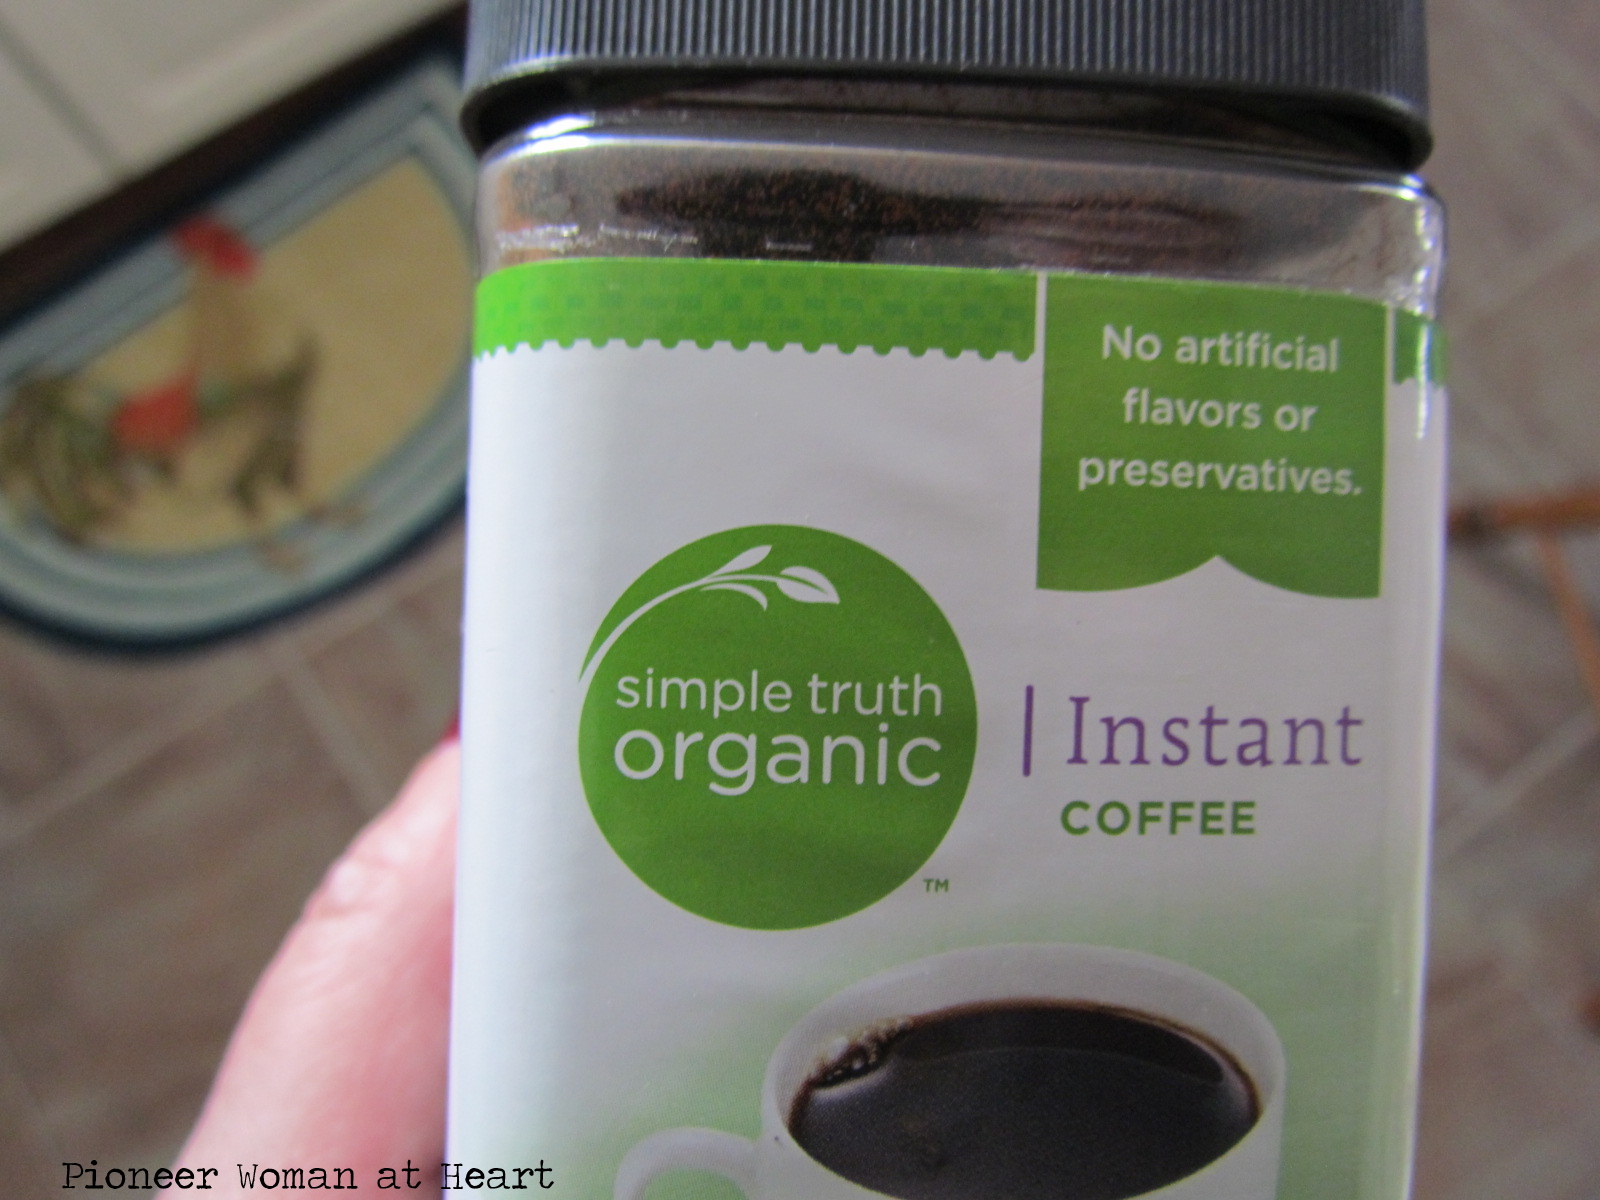 No artificial
flavors or
preservatives.
simple truth
organic
TM
| Instant
COFFEE
Pioneer Woman at Heart